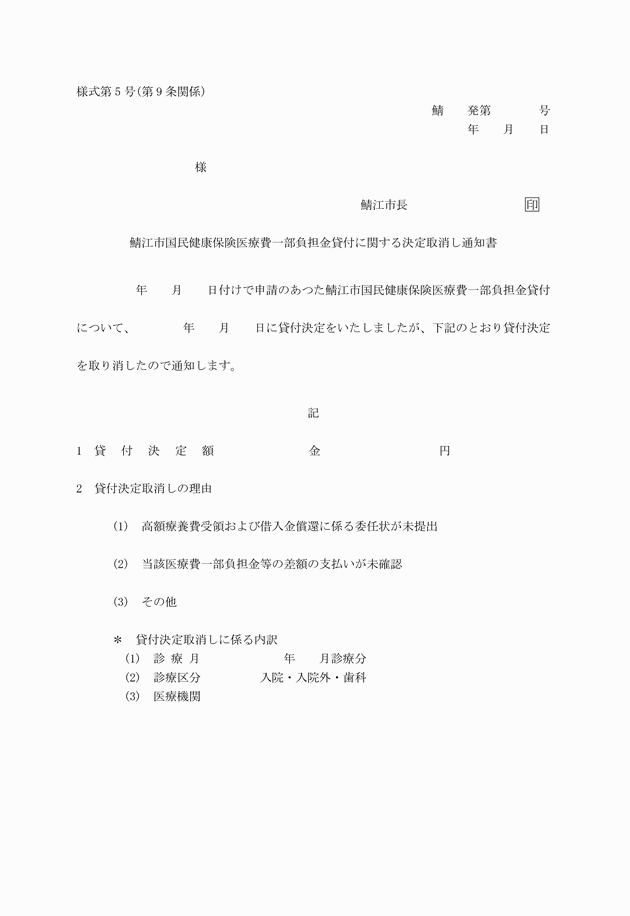 様式第5号(第9条関係)
鯖　　発第　　　　号
年　　月　　日
様
鯖江市長　　　　　　　　　　印
鯖江市国民健康保険医療費一部負担金貸付に関する決定取消し通知書
年　　月　　日付けで申請のあつた鯖江市国民健康保険医療費一部負担金貸付
について、　　　　年　　月　　日に貸付決定をいたしましたが、下記のとおり貸付決定
を取り消したので通知します。
記
1　貸　付　決　定　額　　　　　　　　金　　　　　　　　　　円
2　貸付決定取消しの理由
(1)　高額療養費受領および借入金償還に係る委任状が未提出
(2)　当該医療費一部負担金等の差額の支払いが未確認
(3)　その他
＊　貸付決定取消しに係る内訳
(1)　診 療 月　　　　　　　年　　月診療分
(2)　診療区分　　　　　入院・入院外・歯科
(3)　医療機関